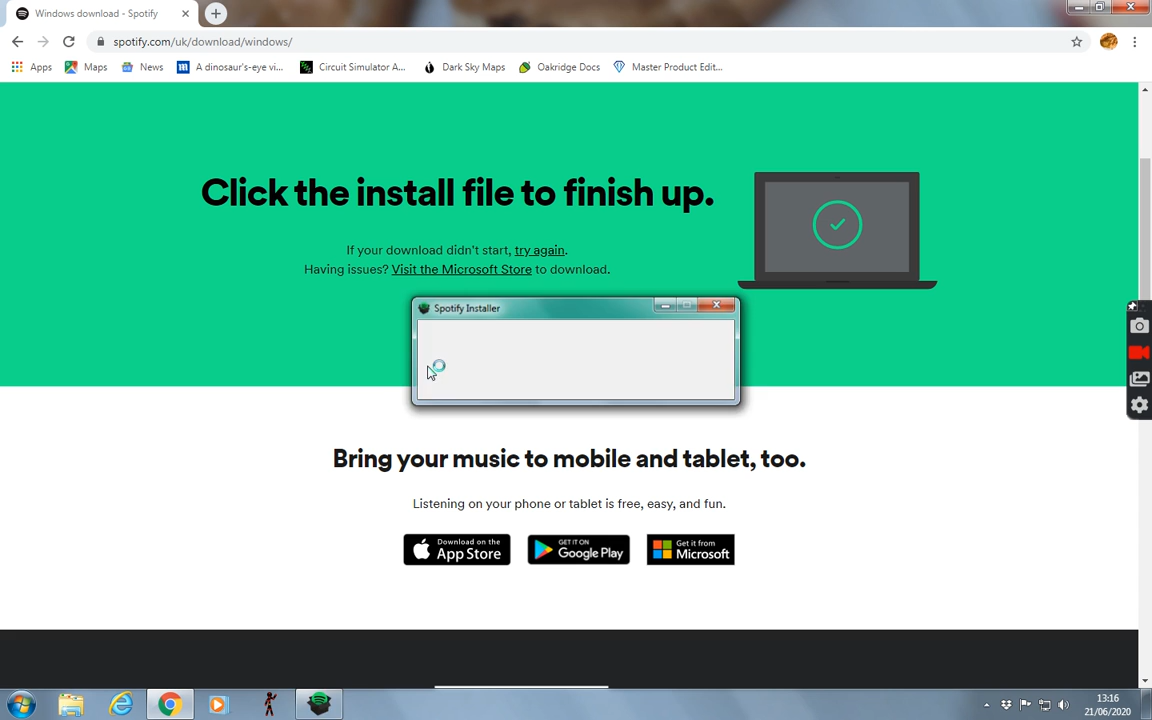 Windows download - Spotify
spotify.com/uk/download/windows/
Apps Maps News A dinosaur's-eye vi... Circuit Simulator A... Dark Sky Maps Oakridge Docs Master Product Edit...
Click the install file to finish up.
If your download didn't start, try again.
Having issues? Visit the Microsoft Store to download.
Spotify Installer
Bring your music to mobile and tablet, too.
Listening on your phone or tablet is free, easy, and fun.
Download on the
App Store
GET IT ON
Google Play
Get it from
Microsoft
13:16
21/06/2020